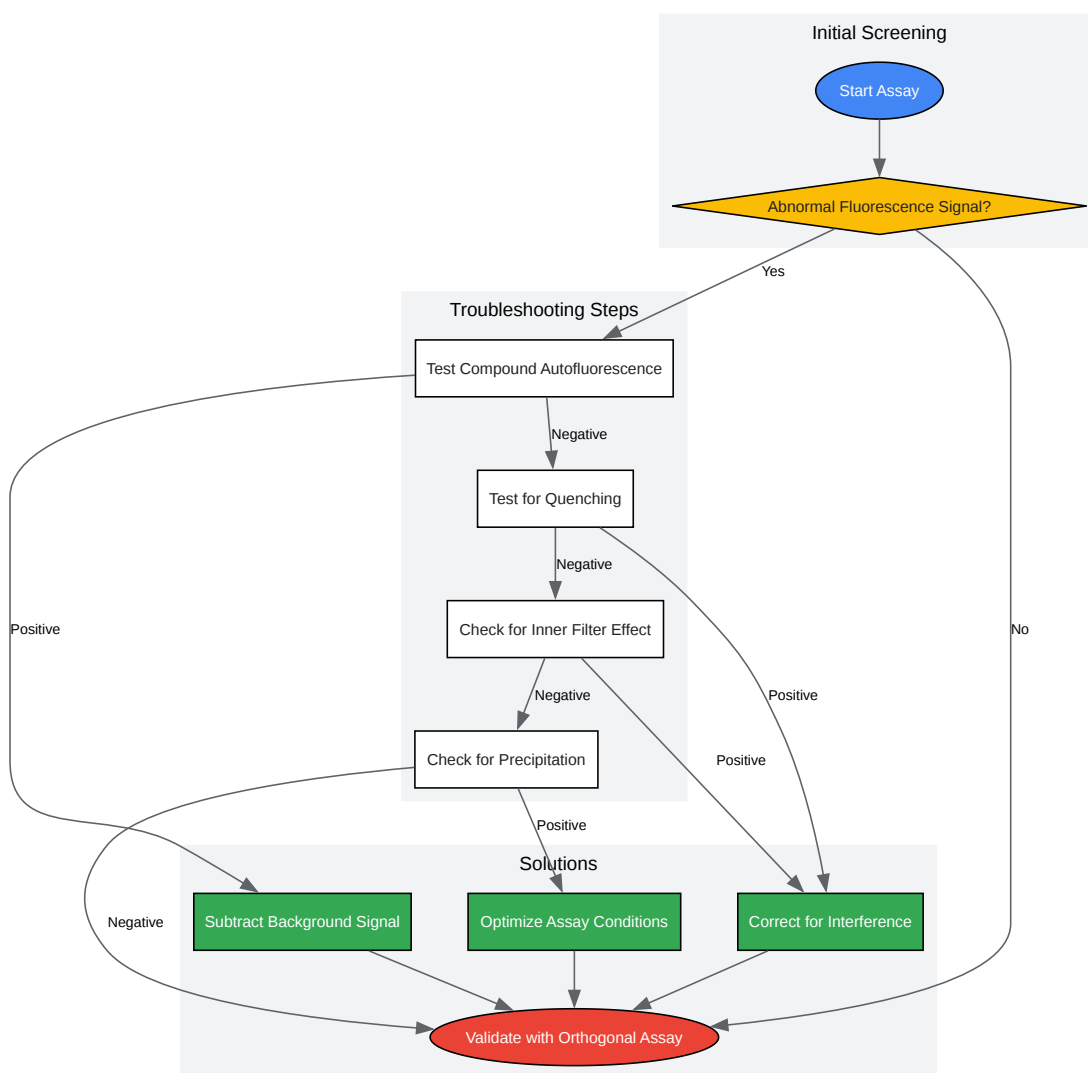 Initial Screening
Start Assay
Abnormal Fluorescence Signal?
Yes
Troubleshooting Steps
Test Compound Autofluorescence
Negative
Test for Quenching
Negative
Check for Inner Filter Effect
Positive
No
Negative
Positive
Check for Precipitation
Positive
Positive
Solutions
Subtract Background Signal
Optimize Assay Conditions
Correct for Interference
Negative
Validate with Orthogonal Assay